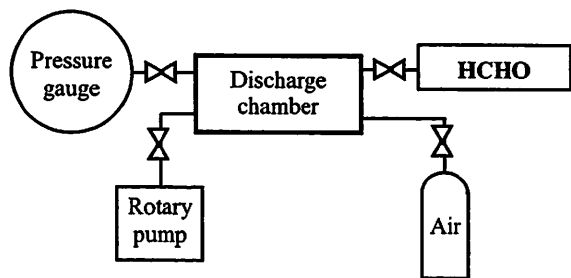 Pressure
gauge
Discharge
chamber
HCHO
Rotary
pump
Air